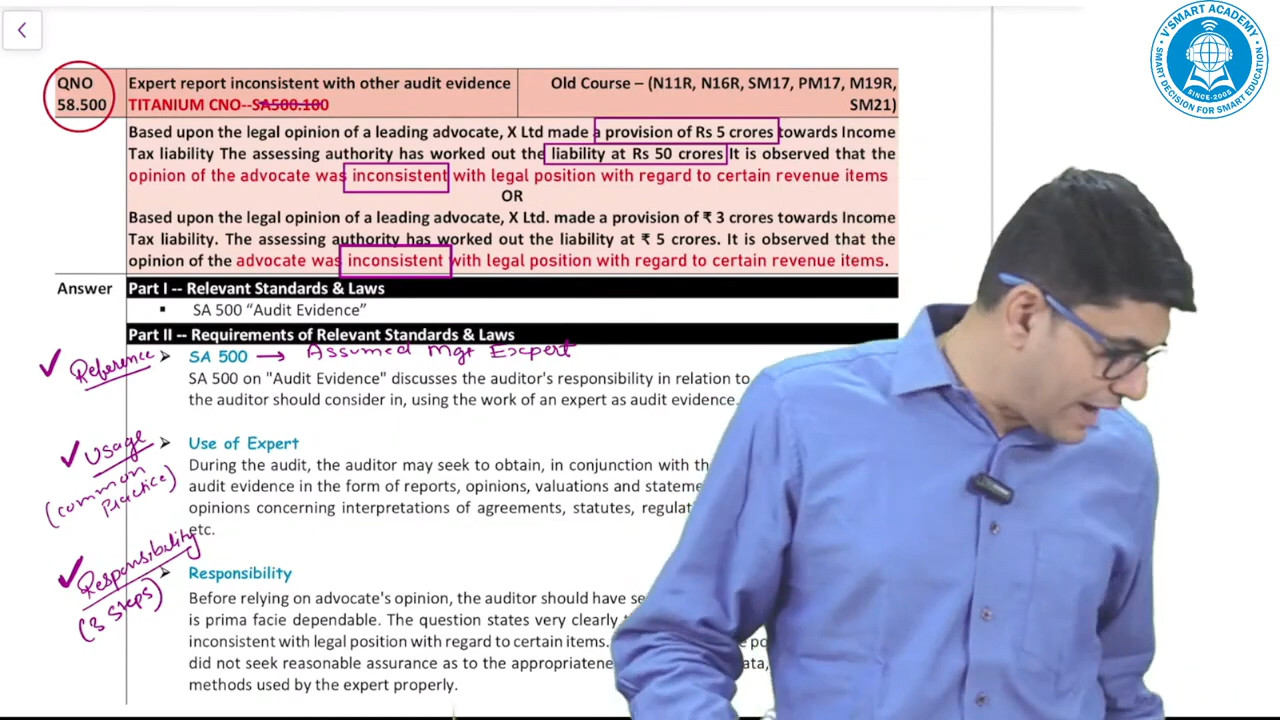 V'SMART ACADEMY
SMART DECISION FOR SMART EDUCATION
SINCE-2005
QNO 58.500
Expert report inconsistent with other audit evidence
TITANIUM CNO--SA500.100
Old Course – (N11R, N16R, SM17, PM17, M19R,
SM21)
Based upon the legal opinion of a leading advocate, X Ltd made a provision of Rs 5 crores towards Income
Tax liability The assessing authority has worked out the liability at Rs 50 crores It is observed that the
opinion of the advocate was inconsistent with legal position with regard to certain revenue items
OR
Based upon the legal opinion of a leading advocate, X Ltd. made a provision of ₹ 3 crores towards Income
Tax liability. The assessing authority has worked out the liability at ₹ 5 crores. It is observed that the
opinion of the advocate was inconsistent with legal position with regard to certain revenue items.
Answer
Part I -- Relevant Standards & Laws
▪ SA 500 “Audit Evidence”
Part II -- Requirements of Relevant Standards & Laws
Reference
➢ SA 500 → Assumed Mgt Expert
SA 500 on "Audit Evidence" discusses the auditor's responsibility in relation to
the auditor should consider in, using the work of an expert as audit evidence.
Usage
(common
Practice)
➢ Use of Expert
During the audit, the auditor may seek to obtain, in conjunction with th
audit evidence in the form of reports, opinions, valuations and stateme
opinions concerning interpretations of agreements, statutes, regulat
etc.
Responsibility
(3 Steps)
➢ Responsibility
Before relying on advocate's opinion, the auditor should have se
is prima facie dependable. The question states very clearly
inconsistent with legal position with regard to certain items.
did not seek reasonable assurance as to the appropriatene
methods used by the expert properly.